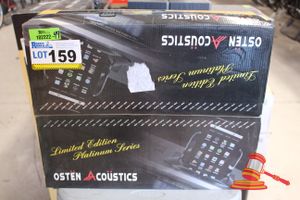 LOT 159
OSTEN ACOUSTICS
Limited Edition
Platinum Series
Limited Edition
Platinum Series
OSTEN ACOUSTICS